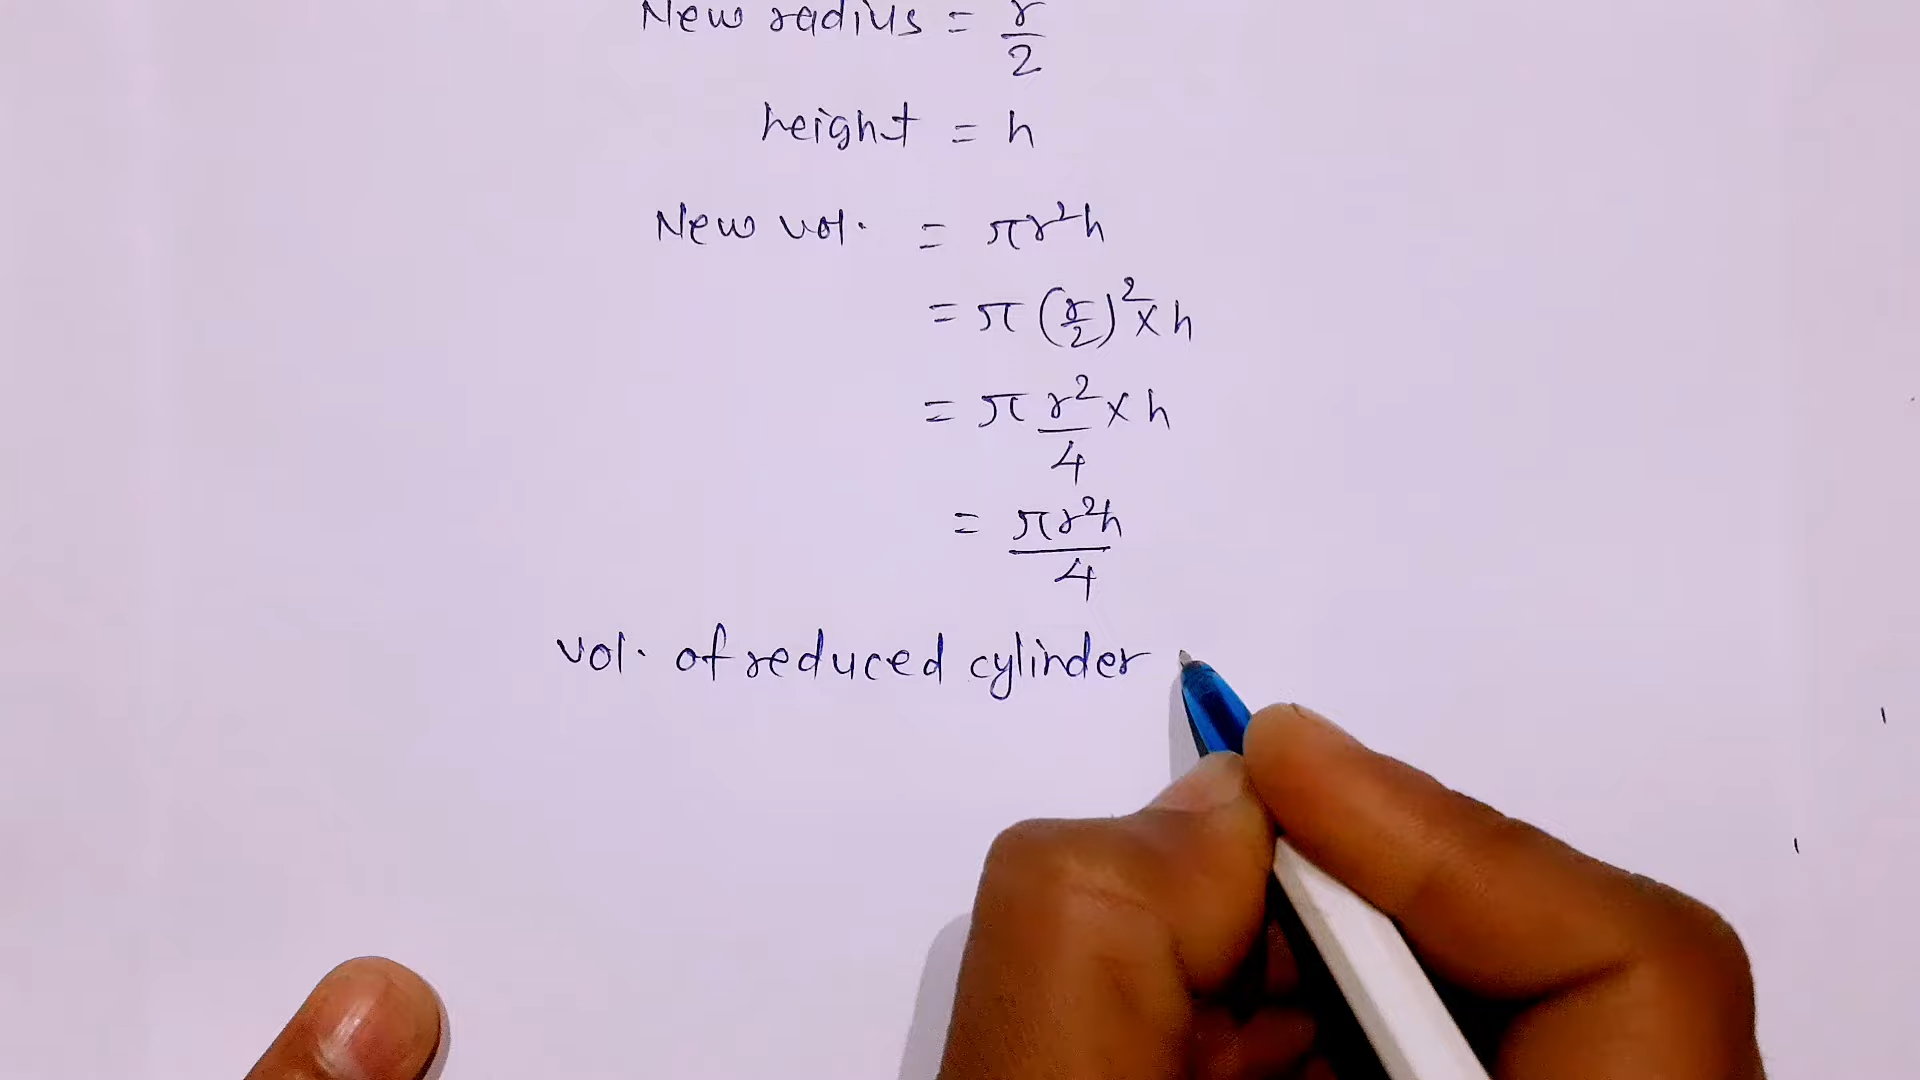 New radius = r/2
height = h
New vol. = πr²h
= π(r/2)² × h
= π r²/4 × h
= πr²h/4
vol. of reduced cylinder